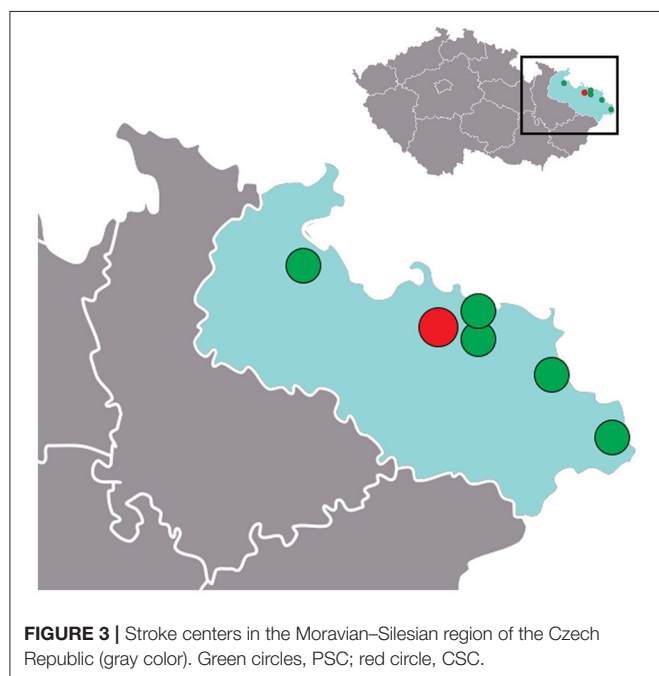 FIGURE 3 | Stroke centers in the Moravian–Silesian region of the Czech
Republic (gray color). Green circles, PSC; red circle, CSC.